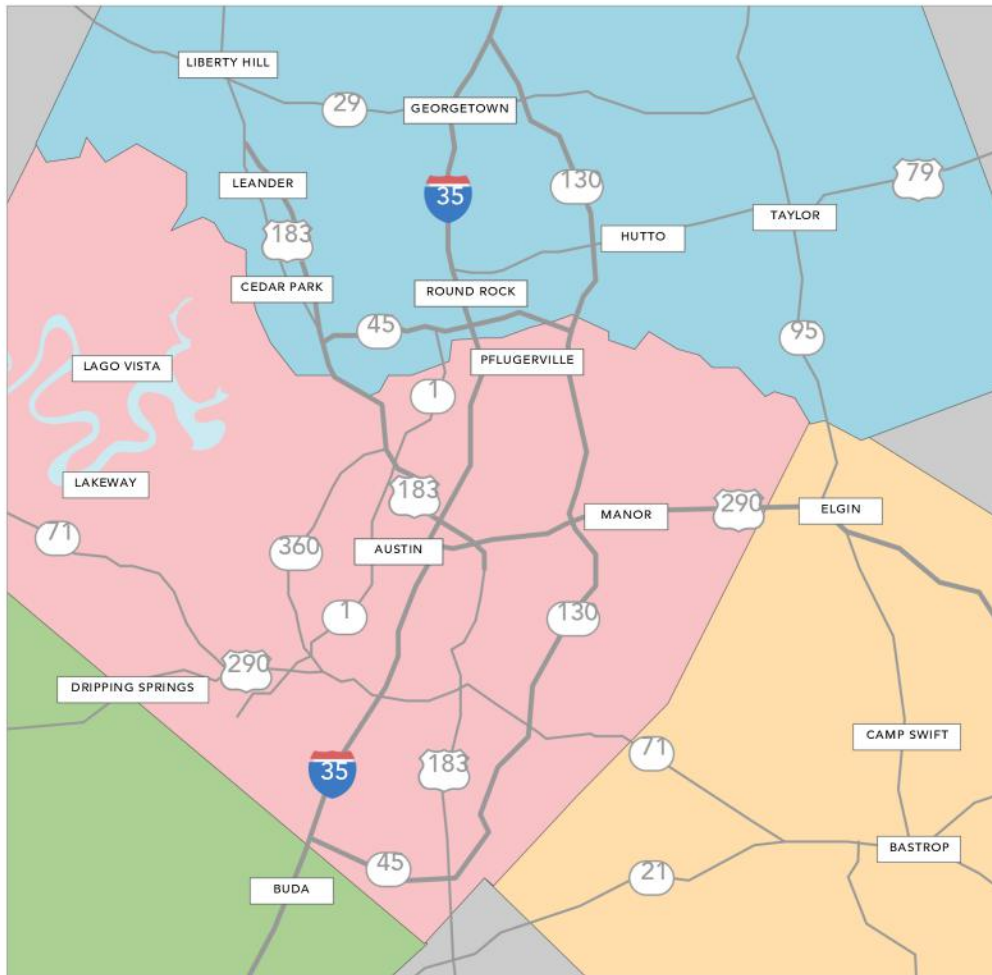 LIBERTY HILL
29
GEORGETOWN
LEANDER
35
130
79
183
HUTTO
TAYLOR
CEDAR PARK
ROUND ROCK
45
95
LAGO VISTA
PFLUGERVILLE
1
LAKEWAY
183
MANOR
290
ELGIN
71
360
AUSTIN
1
130
290
DRIPPING SPRINGS
CAMP SWIFT
71
35
183
BASTROP
45
21
BUDA